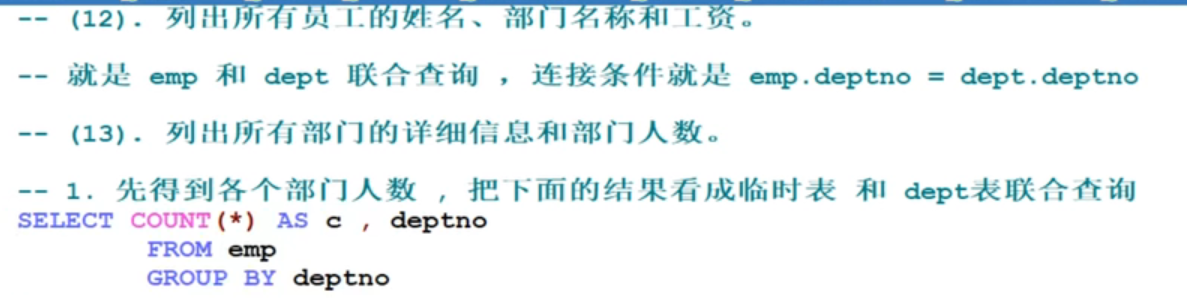 -- (12). 列出所有员工的姓名、部门名称和工资。
-- 就是 emp 和 dept 联合查询 ，连接条件就是 emp.deptno = dept.deptno
-- (13). 列出所有部门的详细信息和部门人数。
-- 1. 先得到各个部门人数 , 把下面的结果看成临时表 和 dept表联合查询
SELECT COUNT(*) AS c , deptno
FROM emp
GROUP BY deptno